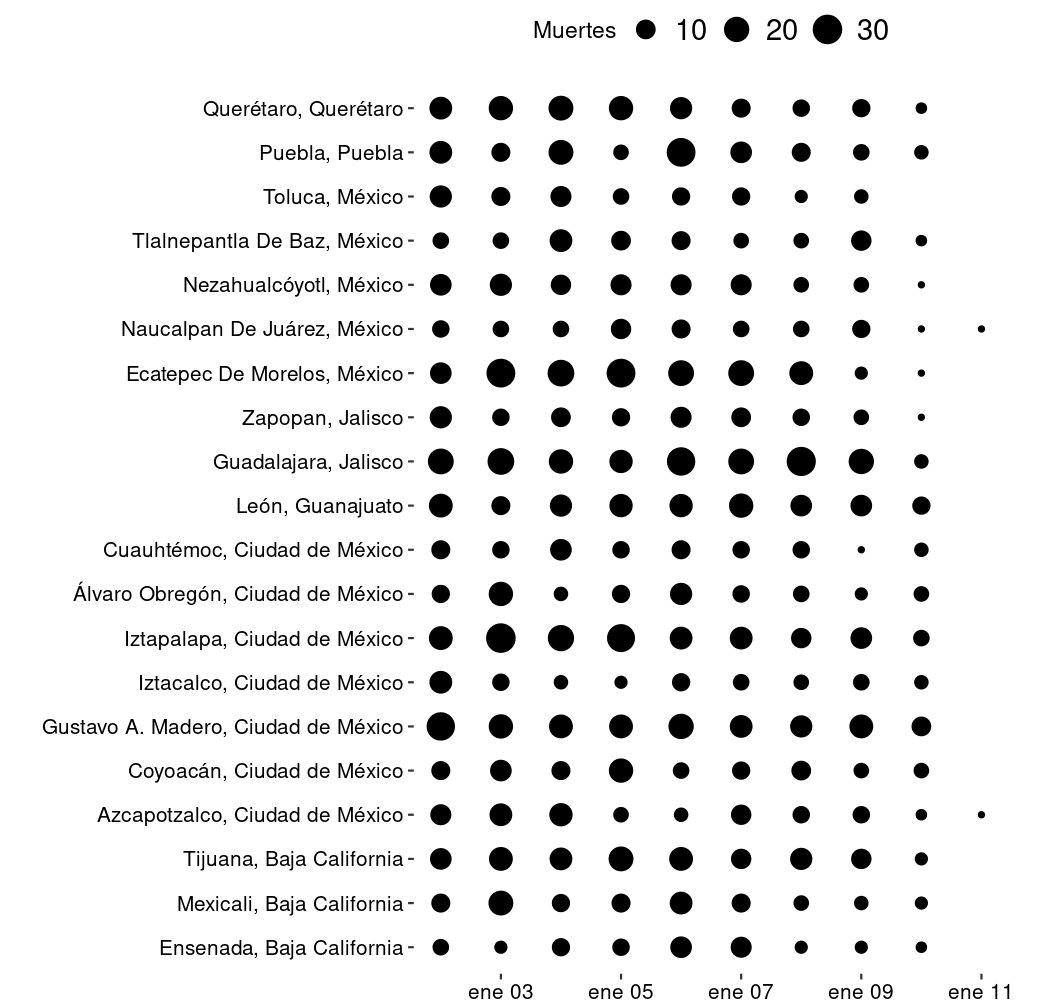 Muertes 10 20 30
Querétaro, Querétaro
Puebla, Puebla
Toluca, México
Tlalnepantla De Baz, México
Nezahualcóyotl, México
Naucalpan De Juárez, México
Ecatepec De Morelos, México
Zapopan, Jalisco
Guadalajara, Jalisco
León, Guanajuato
Cuauhtémoc, Ciudad de México
Álvaro Obregón, Ciudad de México
Iztapalapa, Ciudad de México
Iztacalco, Ciudad de México
Gustavo A. Madero, Ciudad de México
Coyoacán, Ciudad de México
Azcapotzalco, Ciudad de México
Tijuana, Baja California
Mexicali, Baja California
Ensenada, Baja California
ene 03 ene 05 ene 07 ene 09 ene 11